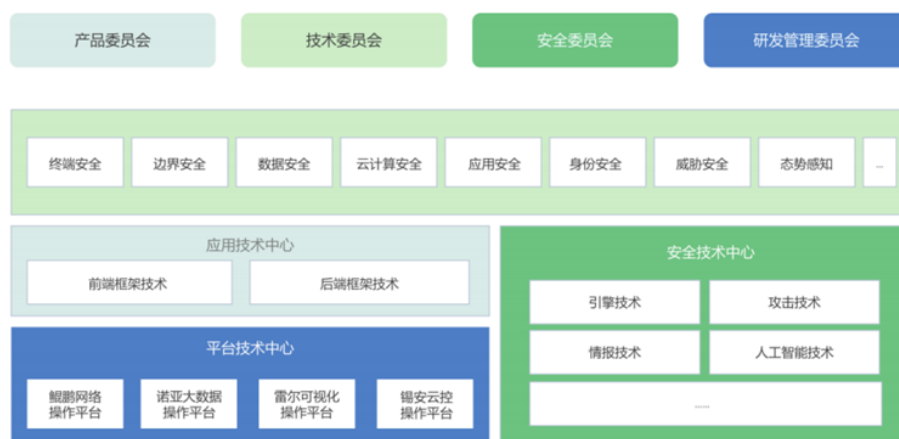 产品委员会
技术委员会
安全委员会
研发管理委员会
终端安全
边界安全
数据安全
云计算安全
应用安全
身份安全
威胁安全
态势感知
...
应用技术中心
前端框架技术
后端框架技术
平台技术中心
鲲鹏网络
操作平台
诺亚大数据
操作平台
雷尔可视化
操作平台
锡安云控
操作平台
安全技术中心
引擎技术
攻击技术
情报技术
人工智能技术
......